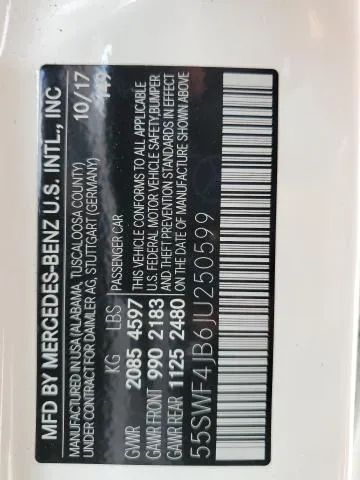 MFD BY MERCEDES-BENZ U.S. INTL., INC
MANUFACTURED IN USA (ALABAMA, TUSCALOOSA COUNTY) 10/17
UNDER CONTRACT FOR DAIMLER AG, STUTTGART (GERMANY) 149
KG LBS
GVWR 2085 4597
GAWR FRONT 990 2183
GAWR REAR 1125 2480
PASSENGER CAR
THIS VEHICLE CONFORMS TO ALL APPLICABLE
U.S. FEDERAL MOTOR VEHICLE SAFETY, BUMPER
AND THEFT PREVENTION STANDARDS IN EFFECT
ON THE DATE OF MANUFACTURE SHOWN ABOVE
55SWF4JB6JU250599